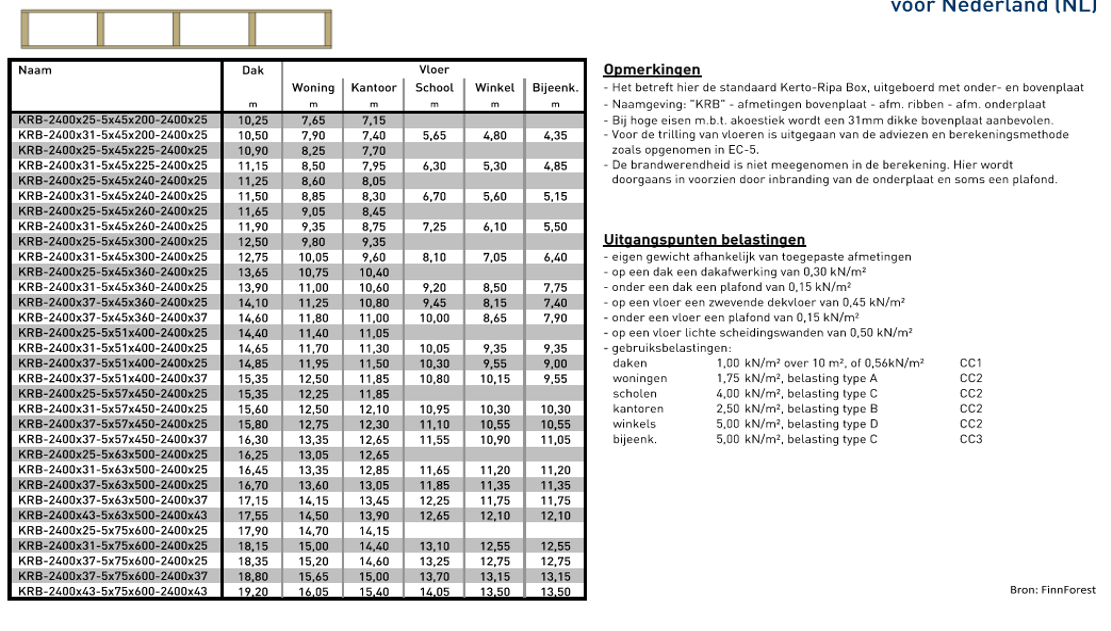 voor Nederland (NL)
Naam Dak Vloer
Woning Kantoor School Winkel Bijeenk.
m m m m m m
KRB-2400x25-5x45x200-2400x25 10,25 7,65 7,15
KRB-2400x31-5x45x200-2400x25 10,50 7,90 7,40 5,65 4,80 4,35
KRB-2400x25-5x45x225-2400x25 10,90 8,25 7,70
KRB-2400x31-5x45x225-2400x25 11,15 8,50 7,95 6,30 5,30 4,85
KRB-2400x25-5x45x240-2400x25 11,25 8,60 8,05
KRB-2400x31-5x45x240-2400x25 11,50 8,85 8,30 6,70 5,60 5,15
KRB-2400x25-5x45x260-2400x25 11,65 9,05 8,45
KRB-2400x31-5x45x260-2400x25 11,90 9,35 8,75 7,25 6,10 5,50
KRB-2400x25-5x45x300-2400x25 12,50 9,80 9,35
KRB-2400x31-5x45x300-2400x25 12,75 10,05 9,60 8,10 7,05 6,40
KRB-2400x25-5x45x360-2400x25 13,65 10,75 10,40
KRB-2400x31-5x45x360-2400x25 13,90 11,00 10,60 9,20 8,50 7,75
KRB-2400x37-5x45x360-2400x25 14,10 11,25 10,80 9,45 8,15 7,40
KRB-2400x37-5x45x360-2400x37 14,60 11,80 11,00 10,00 8,65 7,90
KRB-2400x25-5x51x400-2400x25 14,40 11,40 11,05
KRB-2400x31-5x51x400-2400x25 14,65 11,70 11,30 10,05 9,35 9,35
KRB-2400x37-5x51x400-2400x25 14,85 11,95 11,50 10,30 9,55 9,00
KRB-2400x37-5x51x400-2400x37 15,35 12,50 11,85 10,80 10,15 9,55
KRB-2400x25-5x57x450-2400x25 15,35 12,25 11,85
KRB-2400x31-5x57x450-2400x25 15,60 12,50 12,10 10,95 10,30 10,30
KRB-2400x37-5x57x450-2400x25 15,80 12,75 12,30 11,10 10,55 10,55
KRB-2400x37-5x57x450-2400x37 16,30 13,35 12,65 11,55 10,90 11,05
KRB-2400x25-5x63x500-2400x25 16,25 13,05 12,65
KRB-2400x31-5x63x500-2400x25 16,45 13,35 12,85 11,65 11,20 11,20
KRB-2400x37-5x63x500-2400x25 16,70 13,60 13,05 11,85 11,35 11,35
KRB-2400x37-5x63x500-2400x37 17,15 14,15 13,45 12,25 11,75 11,75
KRB-2400x43-5x63x500-2400x43 17,55 14,50 13,90 12,65 12,10 12,10
KRB-2400x25-5x75x600-2400x25 17,90 14,70 14,15
KRB-2400x31-5x75x600-2400x25 18,15 15,00 14,40 13,10 12,55 12,55
KRB-2400x37-5x75x600-2400x25 18,35 15,20 14,60 13,25 12,75 12,75
KRB-2400x37-5x75x600-2400x37 18,80 15,65 15,00 13,70 13,15 13,15
KRB-2400x43-5x75x600-2400x43 19,20 16,05 15,40 14,05 13,50 13,50
Opmerkingen
- Het betreft hier de standaard Kerto-Ripa Box, uitgeboerd met onder- en bovenplaat
- Naamgeving: "KRB" - afmetingen bovenplaat - afm. ribben - afm. onderplaat
- Bij hoge eisen m.b.t. akoestiek wordt een 31mm dikke bovenplaat aanbevolen.
- Voor de trilling van vloeren is uitgegaan van de adviezen en berekeningsmethode
zoals opgenomen in EC-5.
- De brandwerendheid is niet meegenomen in de berekening. Hier wordt
doorgaans in voorzien door inbranding van de onderplaat en soms een plafond.
Uitgangspunten belastingen
- eigen gewicht afhankelijk van toegepaste afmetingen
- op een dak een dakafwerking van 0,30 kN/m²
- onder een dak een plafond van 0,15 kN/m²
- op een vloer een zwevende dekvloer van 0,45 kN/m²
- onder een vloer een plafond van 0,15 kN/m²
- op een vloer lichte scheidingswanden van 0,50 kN/m²
- gebruiksbelastingen:
daken 1,00 kN/m² over 10 m², of 0,56kN/m² CC1
woningen 1,75 kN/m², belasting type A CC2
scholen 4,00 kN/m², belasting type C CC2
kantoren 2,50 kN/m², belasting type B CC2
winkels 5,00 kN/m², belasting type D CC2
bijeenk. 5,00 kN/m², belasting type C CC3
Bron: FinnForest